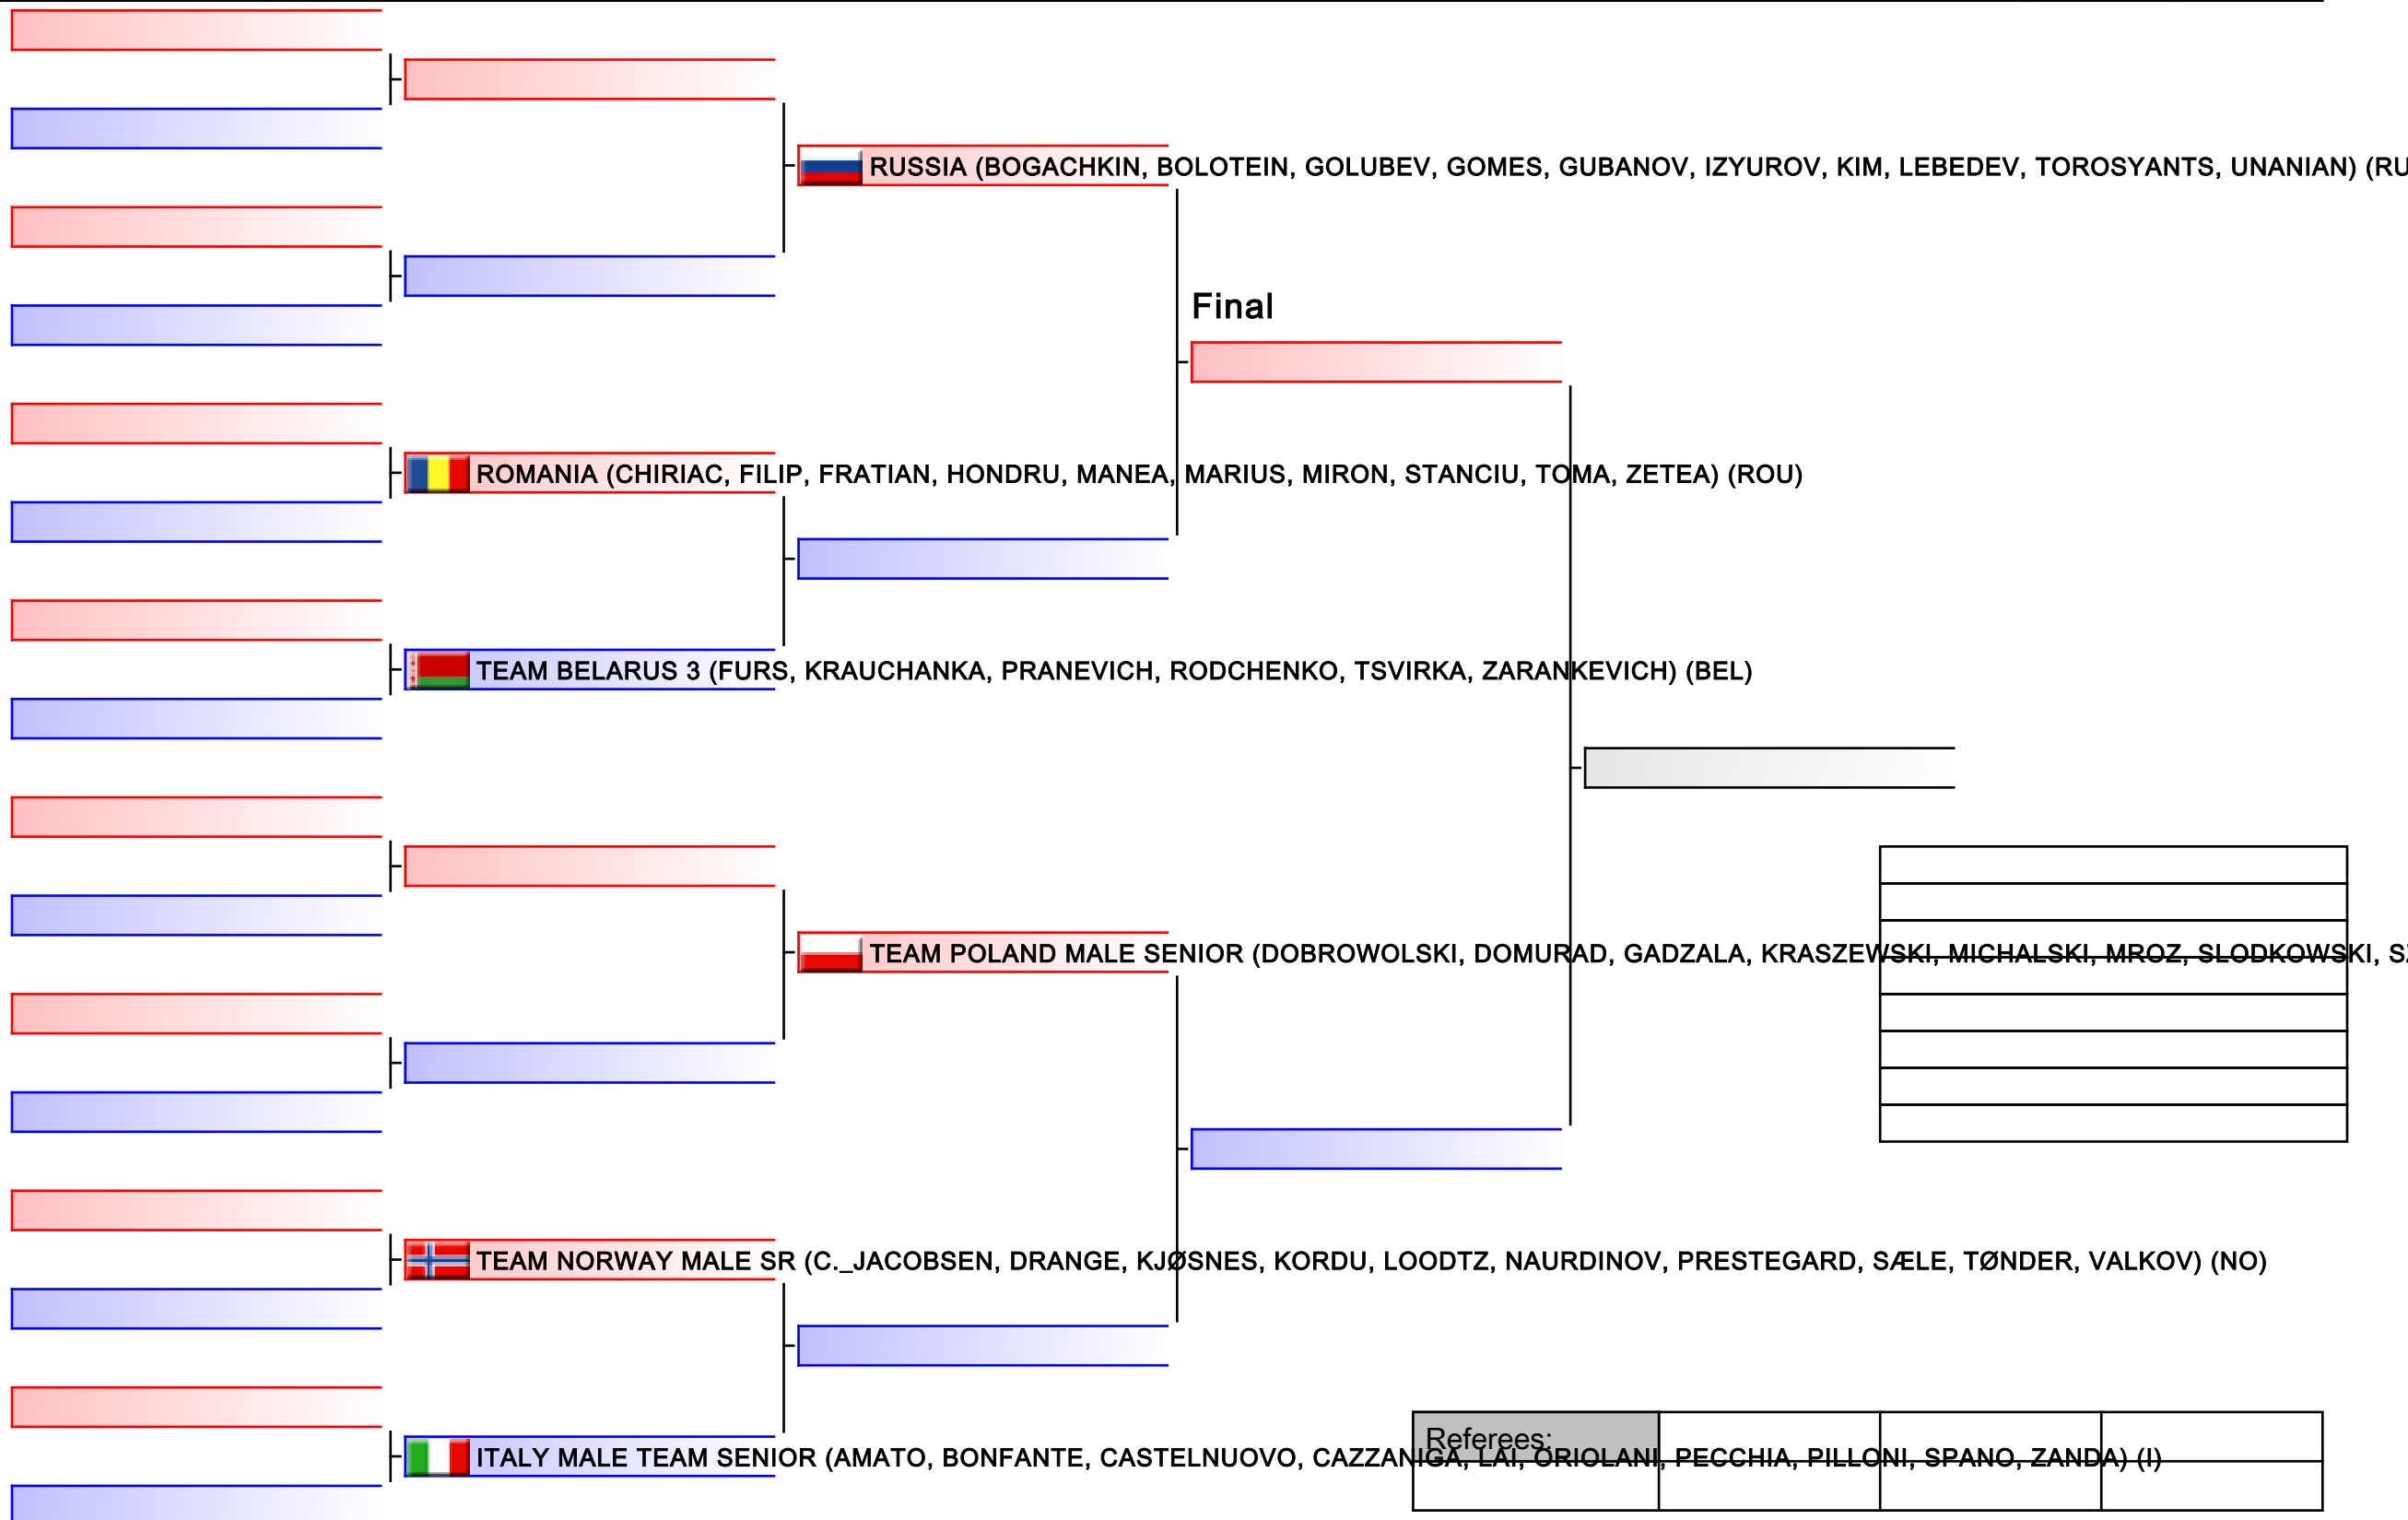 RUSSIA (BOGACHKIN, BOLOTEIN, GOLUBEV, GOMES, GUBANOV, IZYUROV, KIM, LEBEDEV, TOROSYANTS, UNANIAN) (RU
Final
ROMANIA (CHIRIAC, FILIP, FRATIAN, HONDRU, MANEA, MARIUS, MIRON, STANCIU, TOMA, ZETEA) (ROU)
TEAM BELARUS 3 (FURS, KRAUCHANKA, PRANEVICH, RODCHENKO, TSVIRKA, ZARANKEVICH) (BEL)
TEAM POLAND MALE SENIOR (DOBROWOLSKI, DOMURAD, GADZALA, KRASZEWSKI, MICHALSKI, MROZ, SLODKOWSKI,
TEAM NORWAY MALE SR (C._JACOBSEN, DRANGE, KJØSNES, KORDU, LOODTZ, NAURDINOV, PRESTEGARD, SÆLE, TØNDER, VALKOV) (NO)
Referees:
ITALY MALE TEAM SENIOR (AMATO, BONFANTE, CASTELNUOVO, CAZZANIGA, LAI, ORIOLANI, PECCHIA, PILLONI, SPANO, ZANDA) (I)